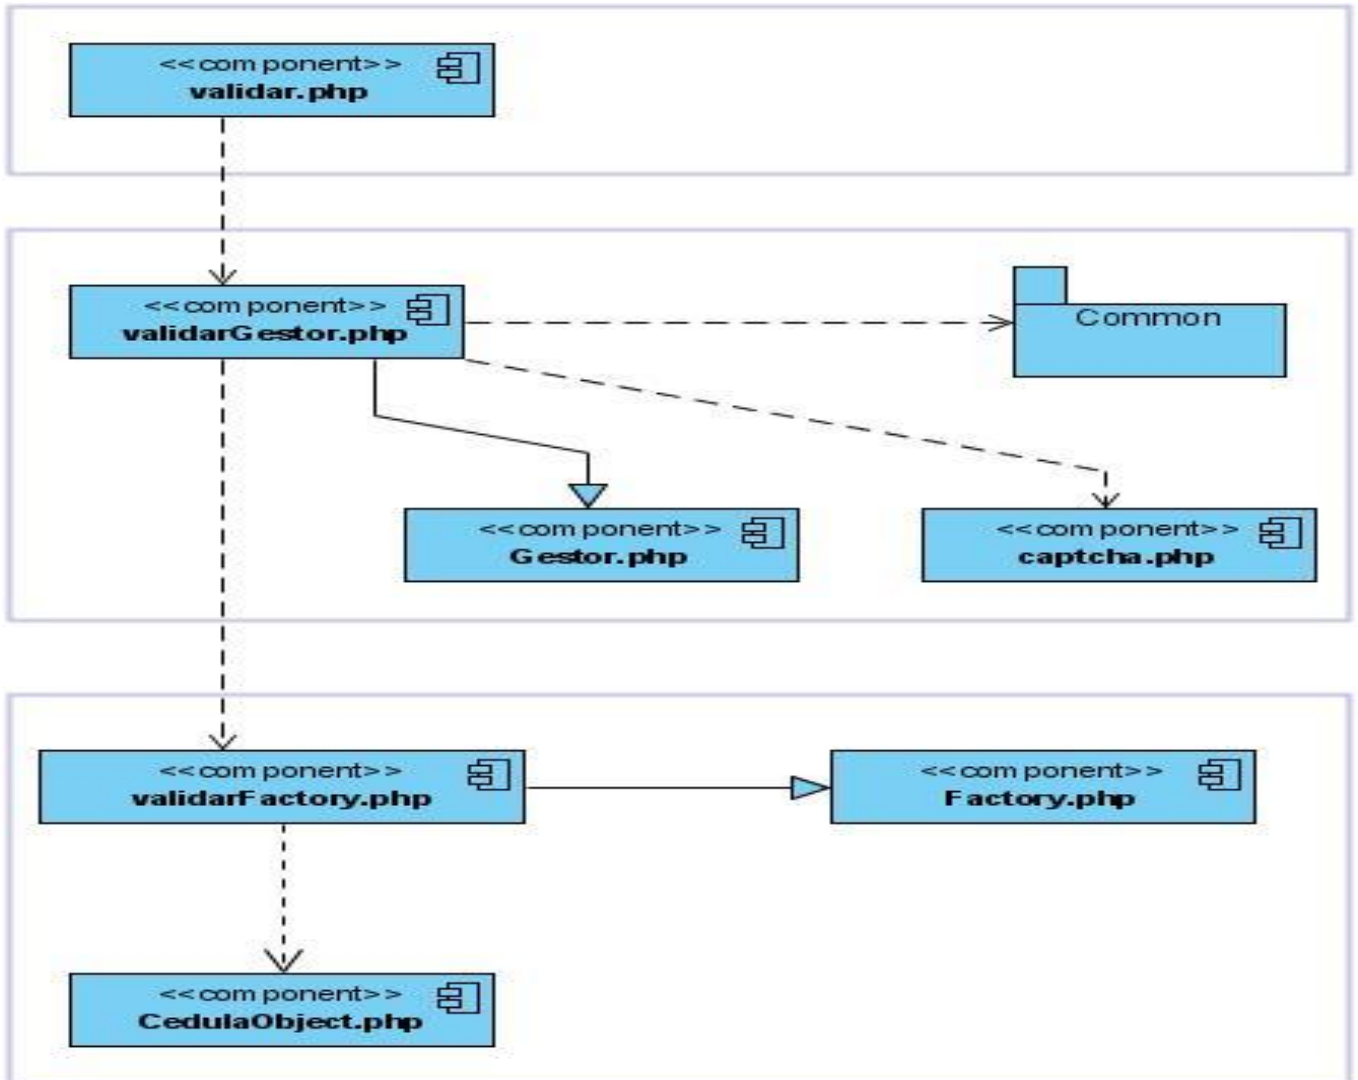 <<component>>
validar.php
<<component>>
validarGestor.php
Common
<<component>>
Gestor.php
<<component>>
captcha.php
<<component>>
validarFactory.php
<<component>>
Factory.php
<<component>>
CedulaObject.php